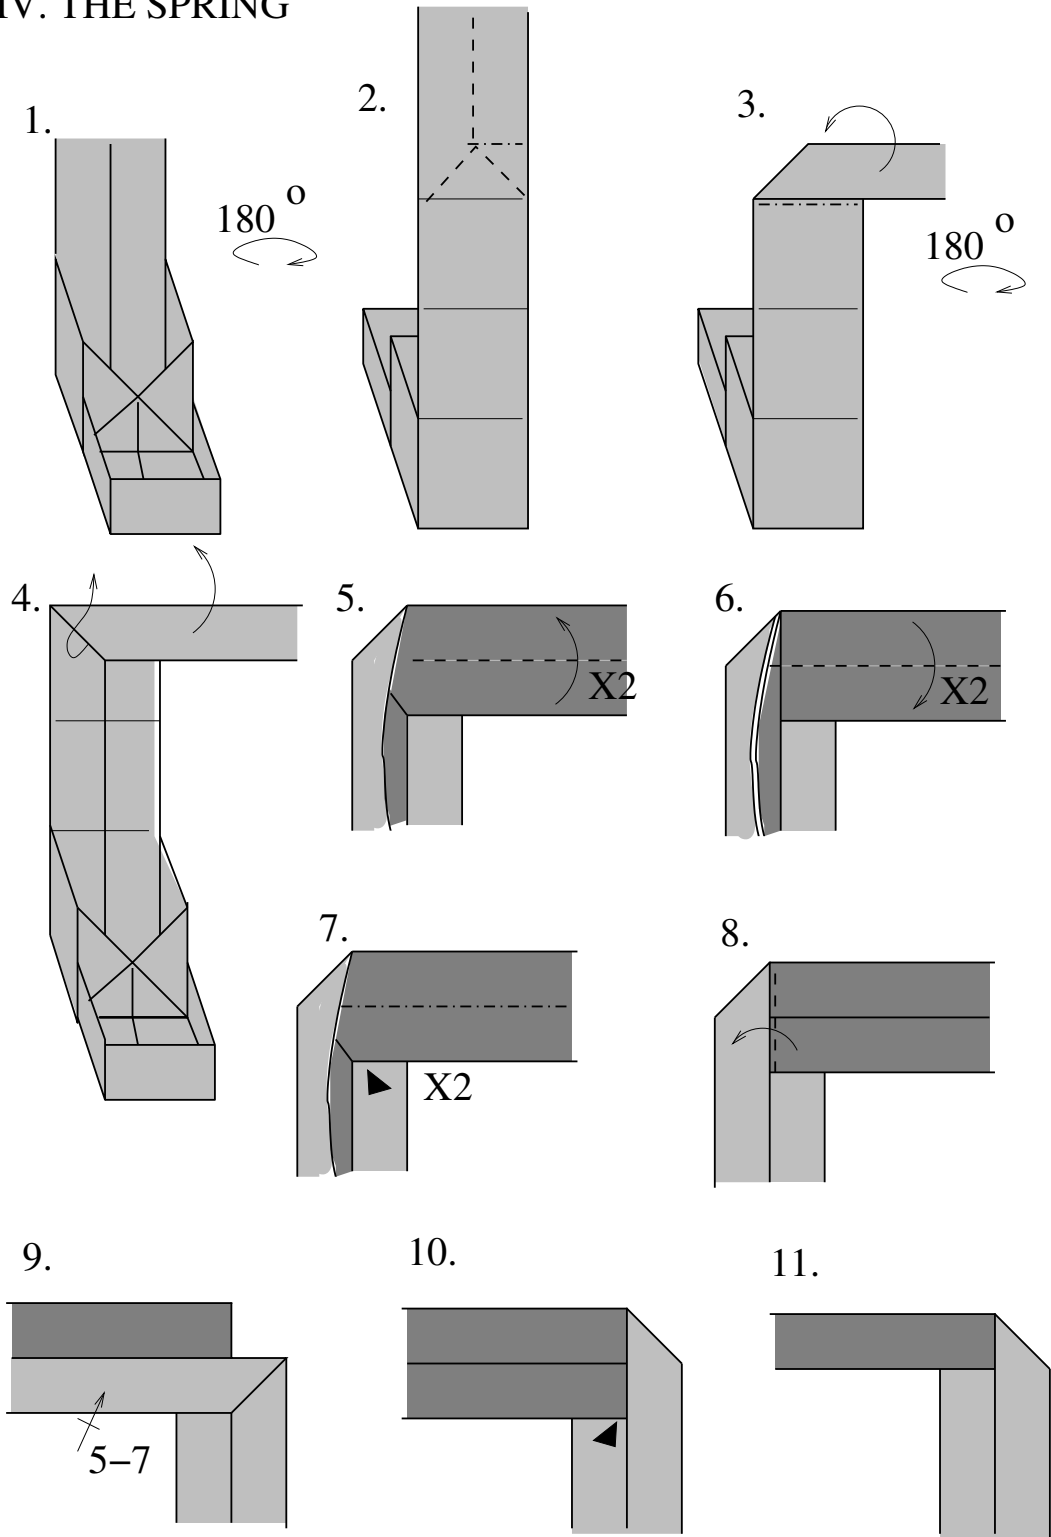 IV. THE SPRING
1.
180 o
2.
3.
180 o
4.
5.
X2
6.
X2
7.
X2
8.
9.
5–7
10.
11.